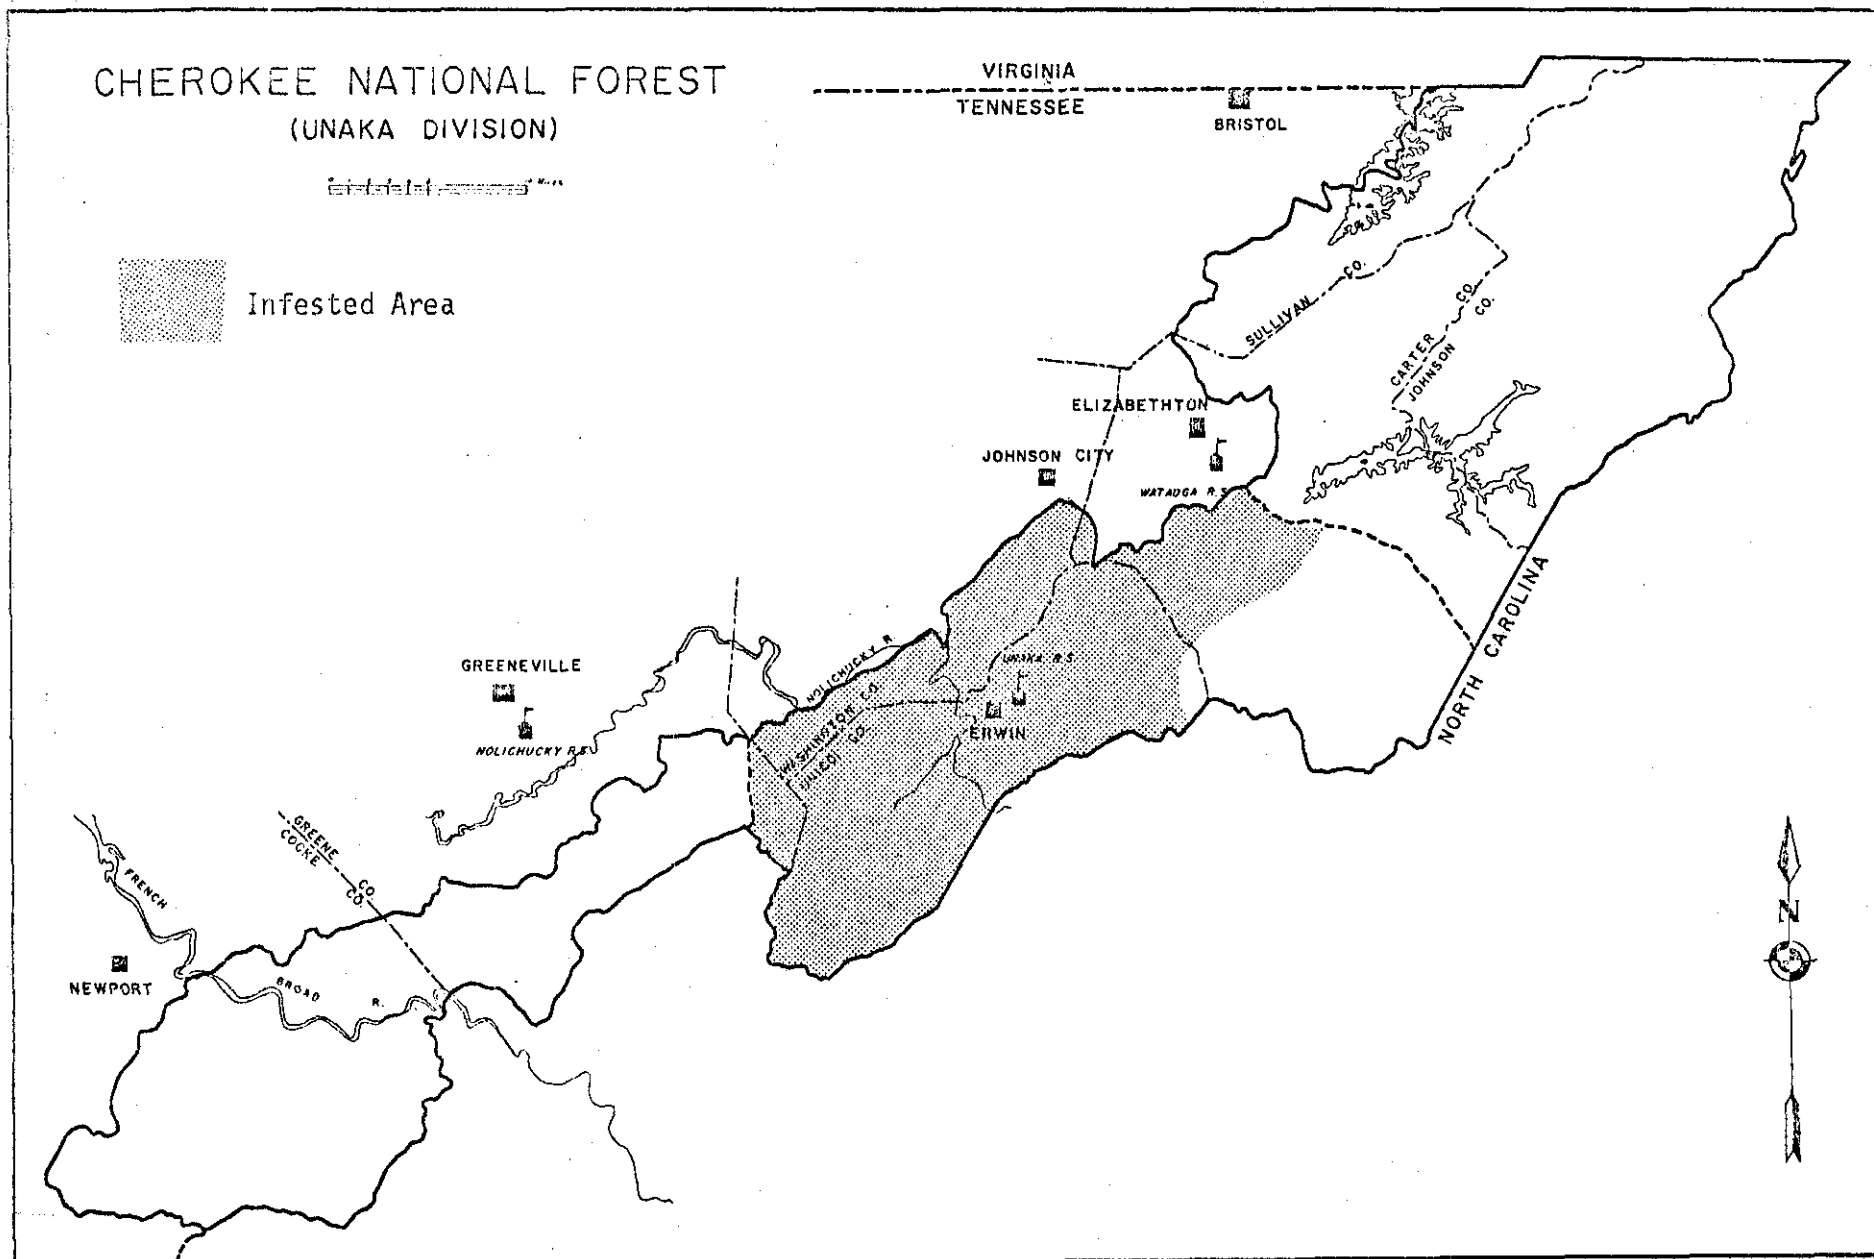 CHEROKEE NATIONAL FOREST
(UNAKA DIVISION)
Infested Area
VIRGINIA
TENNESSEE
BRISTOL
SULLIVAN CO.
CARTER CO.
JOHNSON CO.
ELIZABETHTON
JOHNSON CITY
WATAUGA R.S.
NORTH CAROLINA
GREENEVILLE
NOLICHUCKY R.S.
NOLICHUCKY R.
UNAKA R.S.
ERWIN
WASHINGTON CO.
UNICOI CO.
GREENE CO.
COCKE CO.
FRENCH
BROAD R.
NEWPORT
N